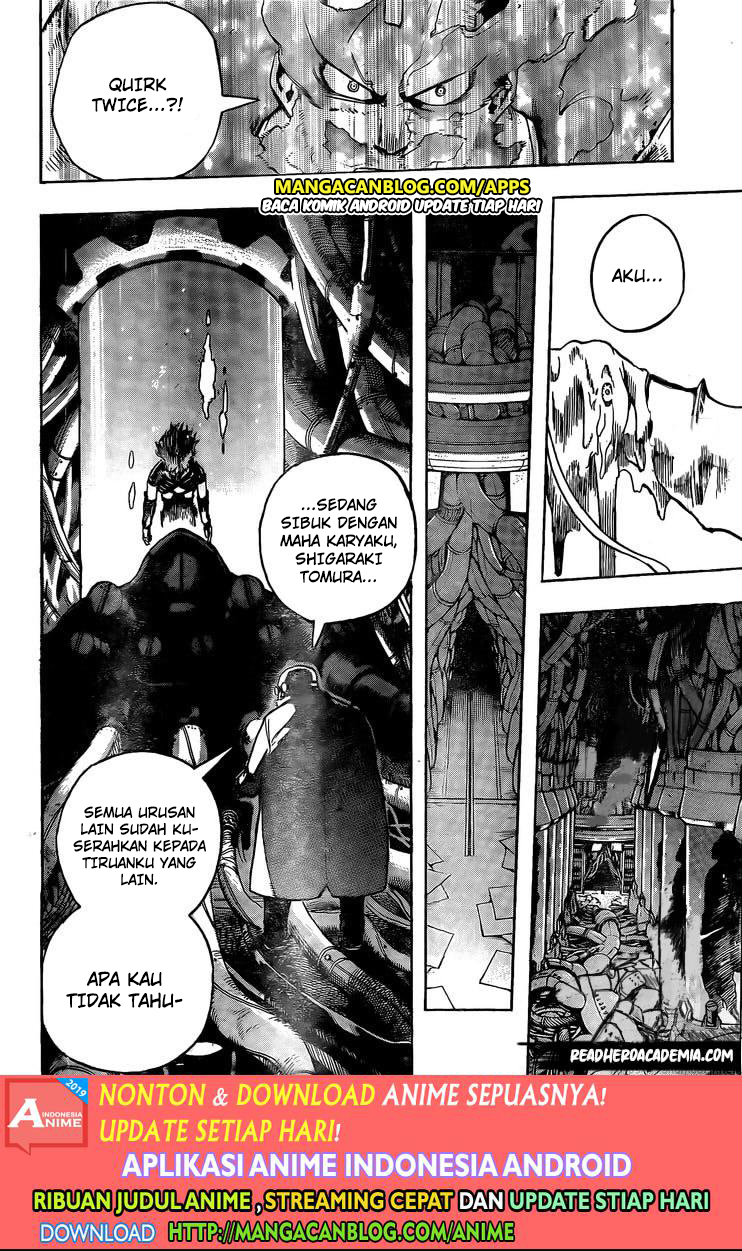 QUIRK
TWICE...?!
MANGACANBLOG.COM/APPS
BACA KOMIK ANDROID UPDATE TIAP HARI
AKU...
...SEDANG
SIBUK DENGAN
MAHA KARYAKU,
SHIGARAKI
TOMURA...
SEMUA URUSAN
LAIN SUDAH KU-
SERAHKAN KEPADA
TIRUANKU YANG
LAIN.
APA KAU
TIDAK TAHU-
READHEROACADEMIA.COM
2019
INDONESIA
ANIME
NONTON & DOWNLOAD ANIME SEPUASNYA!
UPDATE SETIAP HARI!
APLIKASI ANIME INDONESIA ANDROID
RIBUAN JUDUL ANIME , STREAMING CEPAT DAN UPDATE STIAP HARI
DOWNLOAD HTTP://MANGACANBLOG.COM/ANIME